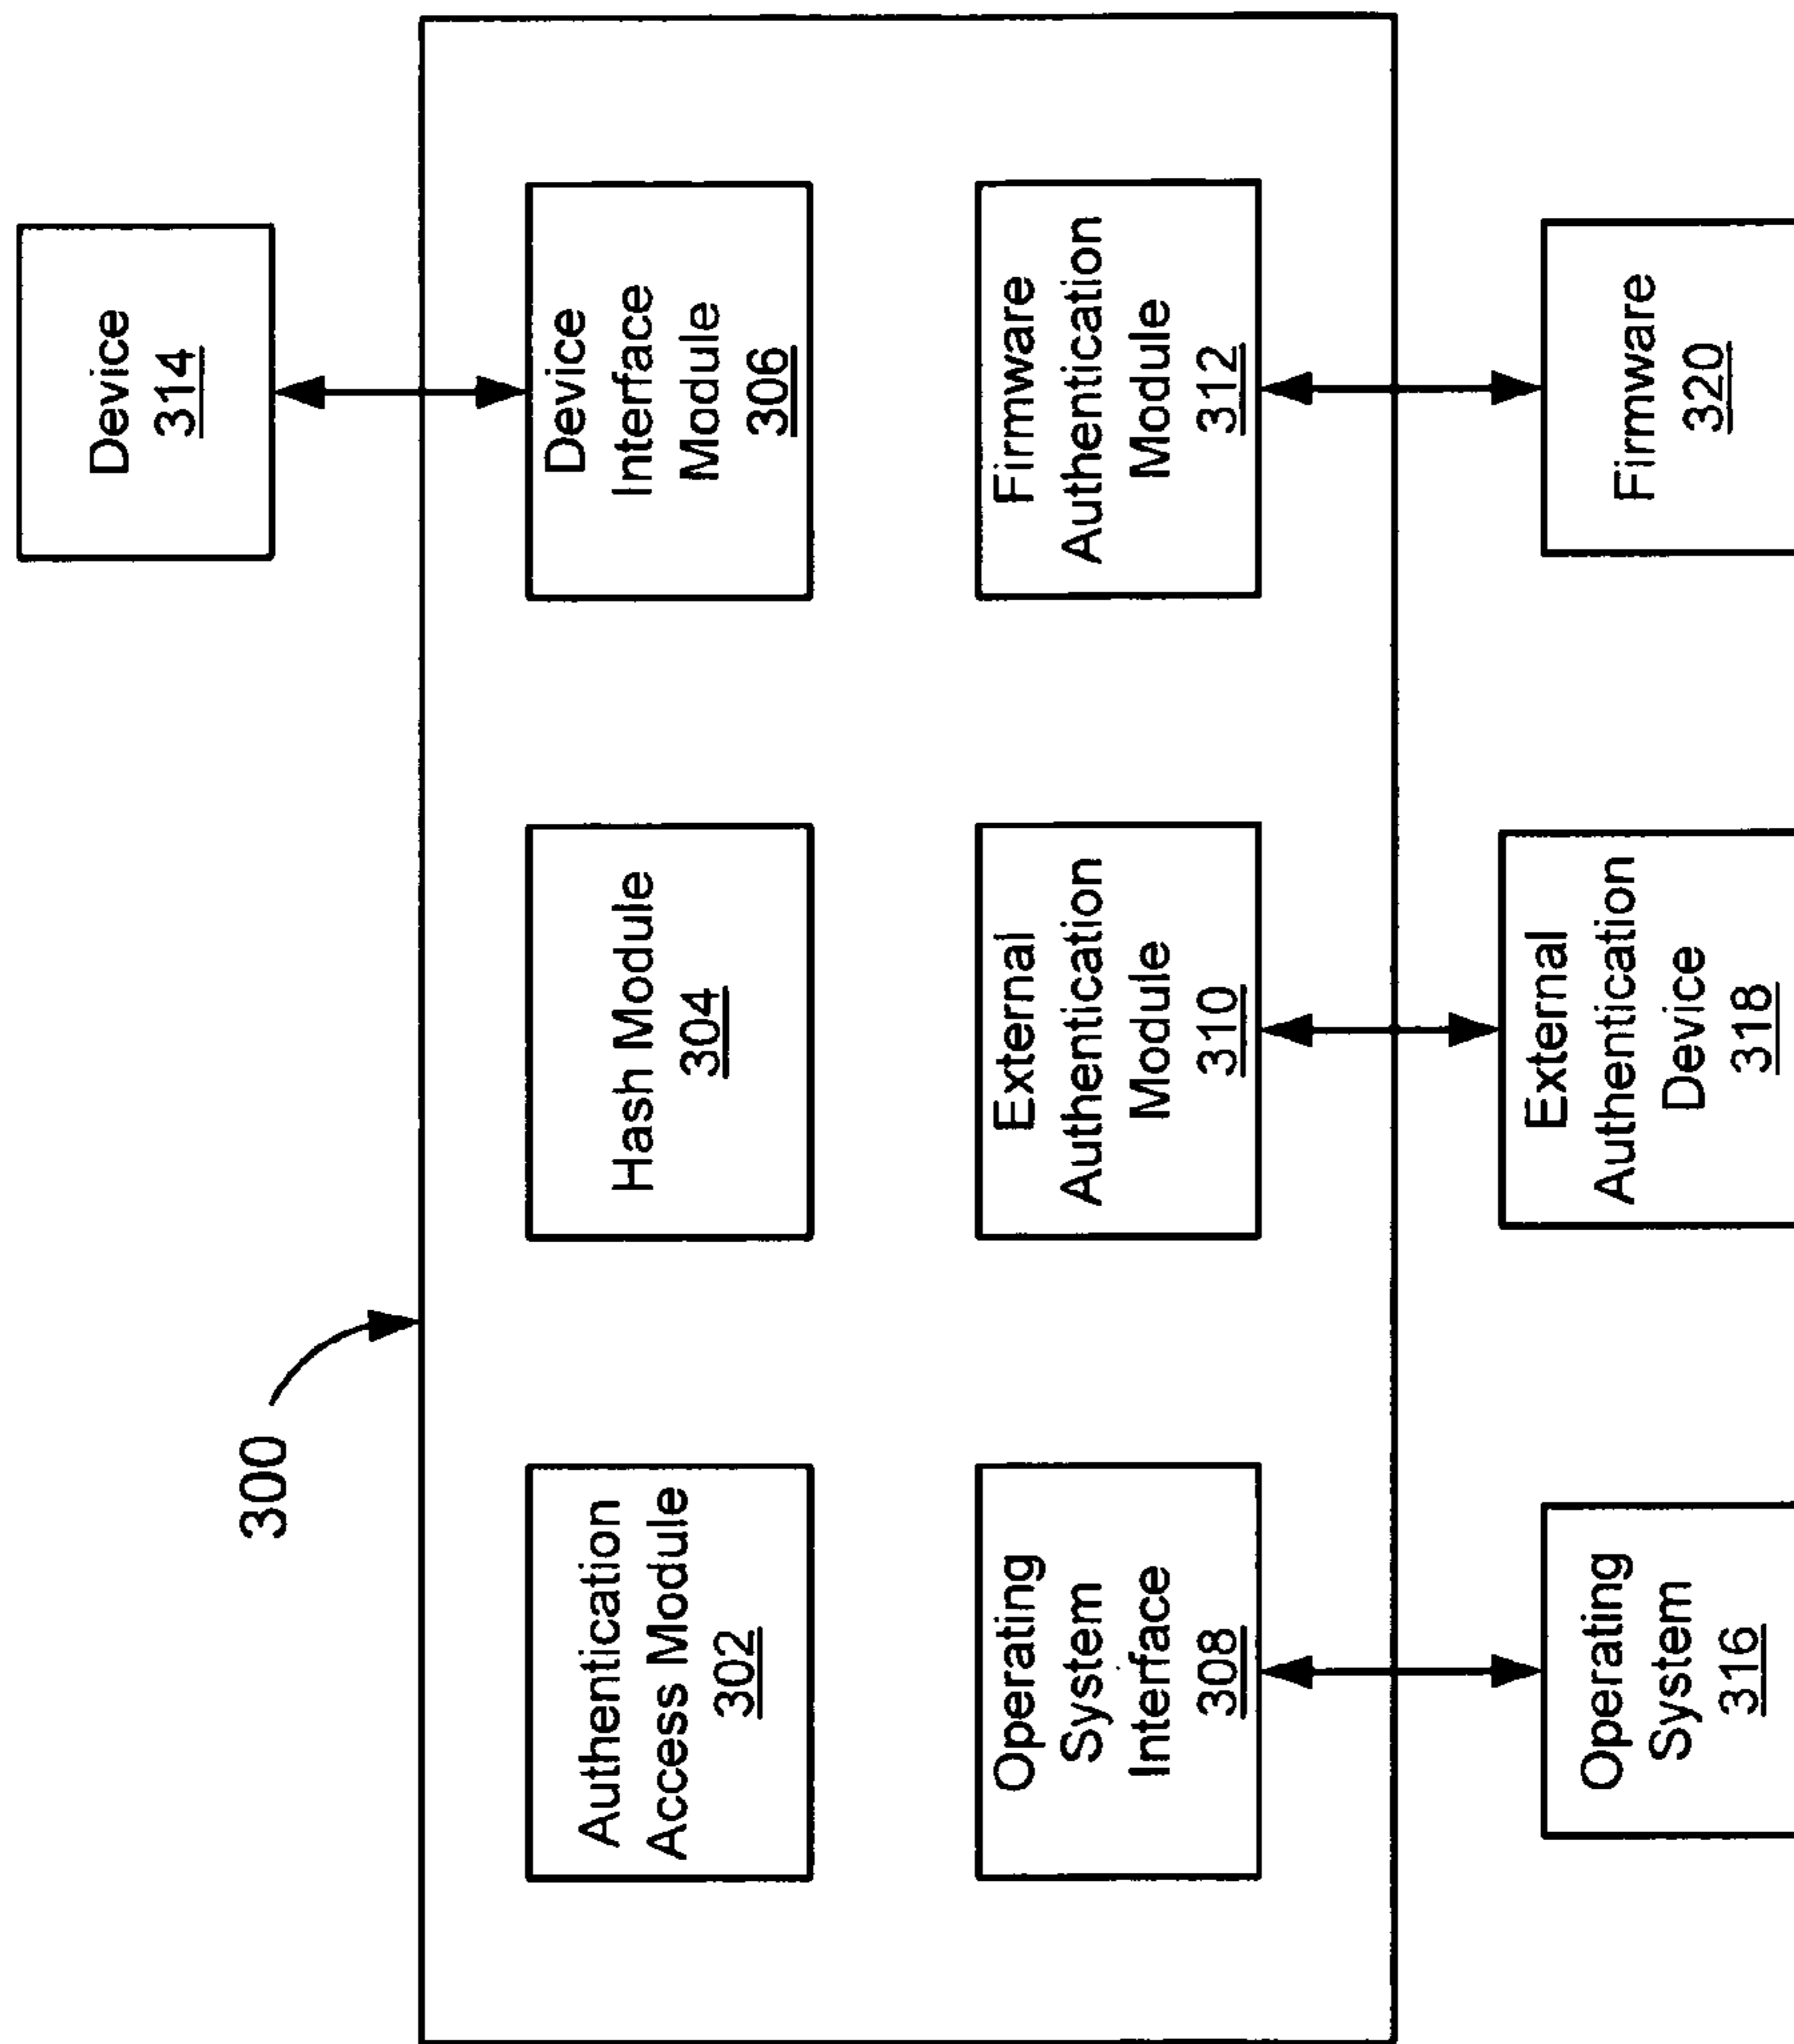 Device
314
300
Authentication
Access Module
302
Hash Module
304
Device
Interface
Module
306
Operating
System
Interface
308
External
Authentication
Module
310
Firmware
Authentication
Module
312
Operating
System
316
External
Authentication
Device
318
Firmware
320